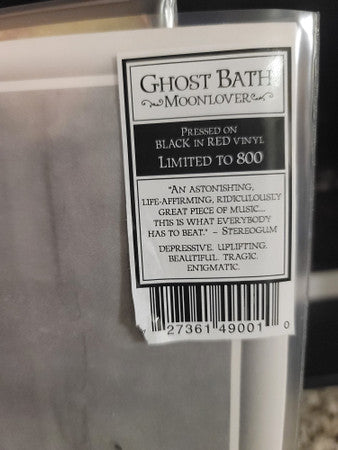 GHOST BATH
MOONLOVER
PRESSED ON
BLACK IN RED VINYL
LIMITED TO 800
"AN ASTONISHING,
LIFE-AFFIRMING, RIDICULOUSLY
GREAT PIECE OF MUSIC...
THIS IS WHAT EVERYBODY
HAS TO BEAT." – STEREOGUM
DEPRESSIVE. UPLIFTING.
BEAUTIFUL. TRAGIC.
ENIGMATIC.
27361 49001 0